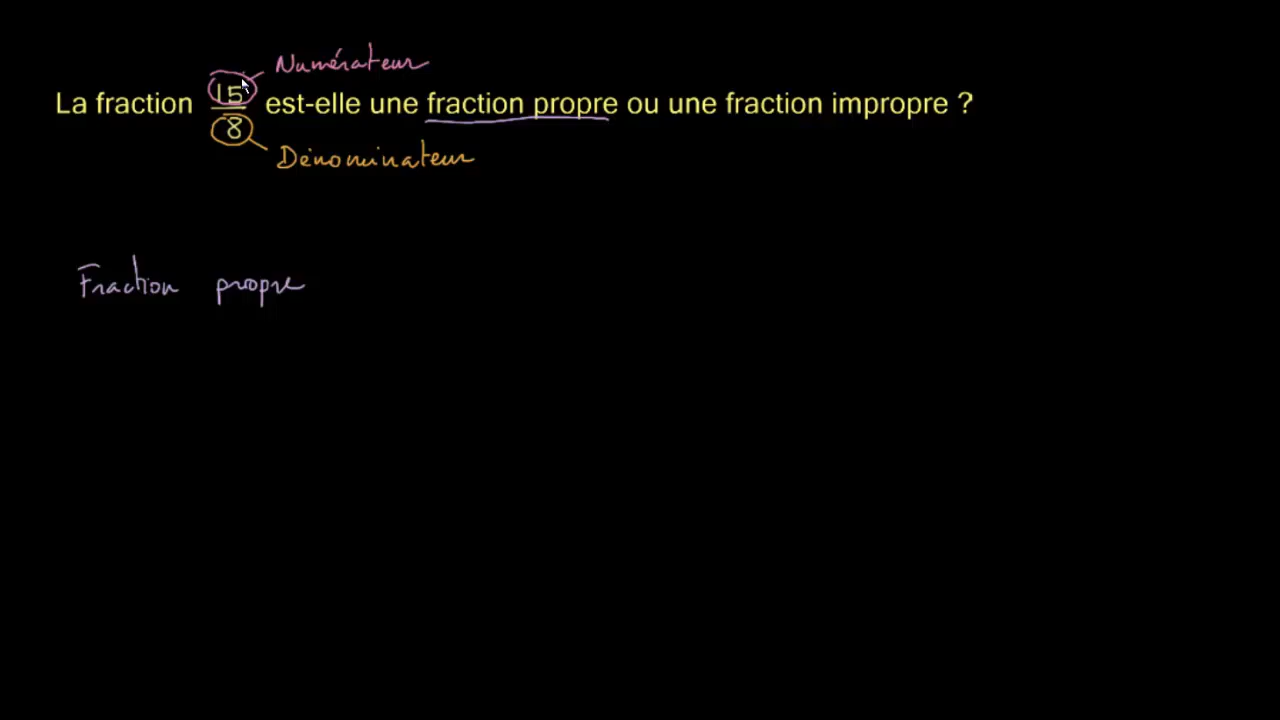 Numérateur
La fraction 15/8 est-elle une fraction propre ou une fraction impropre ?
Dénominateur
Fraction propre